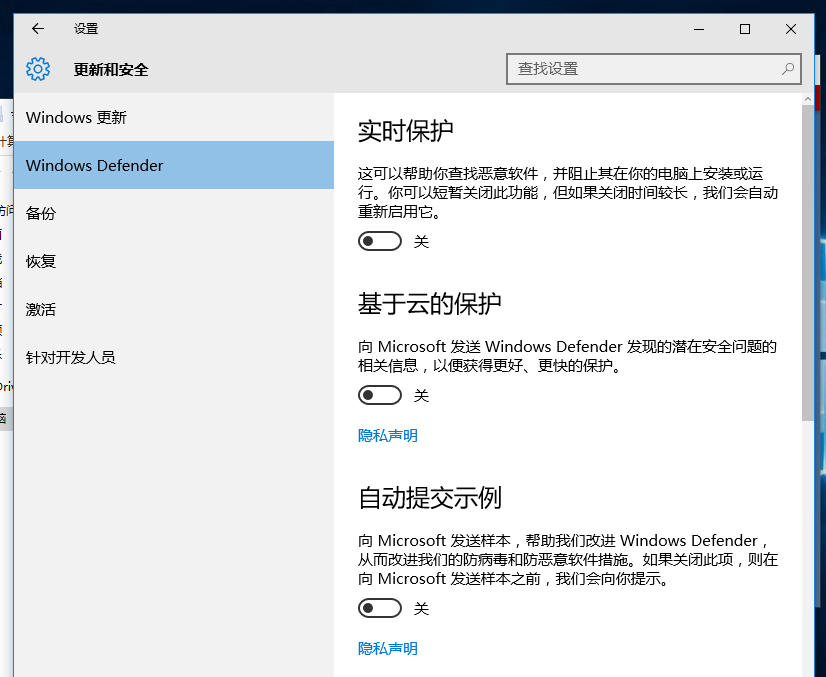 设置
更新和安全
查找设置
Windows 更新
Windows Defender
备份
恢复
激活
针对开发人员
实时保护
这可以帮助你查找恶意软件，并阻止其在你的电脑上安装或运
行。你可以短暂关闭此功能，但如果关闭时间较长，我们会自动
重新启用它。
关
基于云的保护
向 Microsoft 发送 Windows Defender 发现的潜在安全问题的
相关信息，以便获得更好、更快的保护。
关
隐私声明
自动提交示例
向 Microsoft 发送样本，帮助我们改进 Windows Defender，
从而改进我们的防病毒和防恶意软件措施。如果关闭此项，则在
向 Microsoft 发送样本之前，我们会向你提示。
关
隐私声明